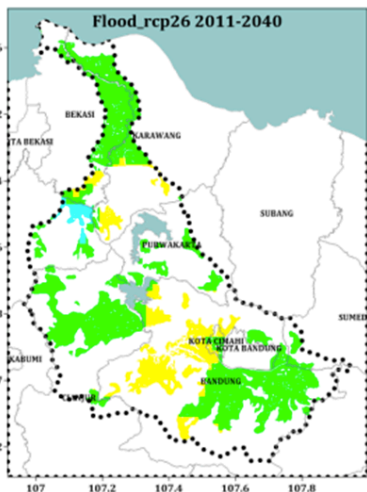 Flood_rcp26 2011-2040
BEKASI
KARAWANG
TA BEKASI
SUBANG
PURWAKARTA
SUMED
KOTA CIMAHI
KOTA BANDUNG
KABUMI
BANDUNG
107 107.2 107.4 107.6 107.8